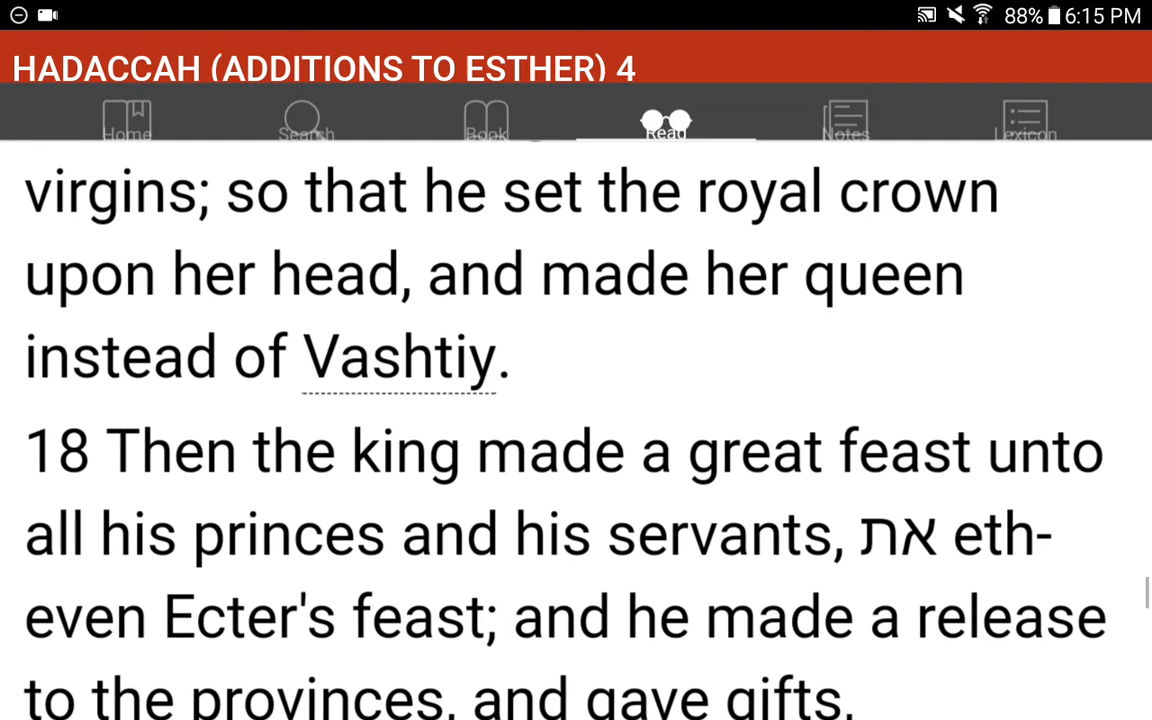 88% 6:15 PM
HADACCAH (ADDITIONS TO ESTHER) 4
Home Search Book Read Notes Lexicon
virgins; so that he set the royal crown
upon her head, and made her queen
instead of Vashtiy.
18 Then the king made a great feast unto
all his princes and his servants, את eth-
even Ecter's feast; and he made a release
to the provinces, and gave gifts,